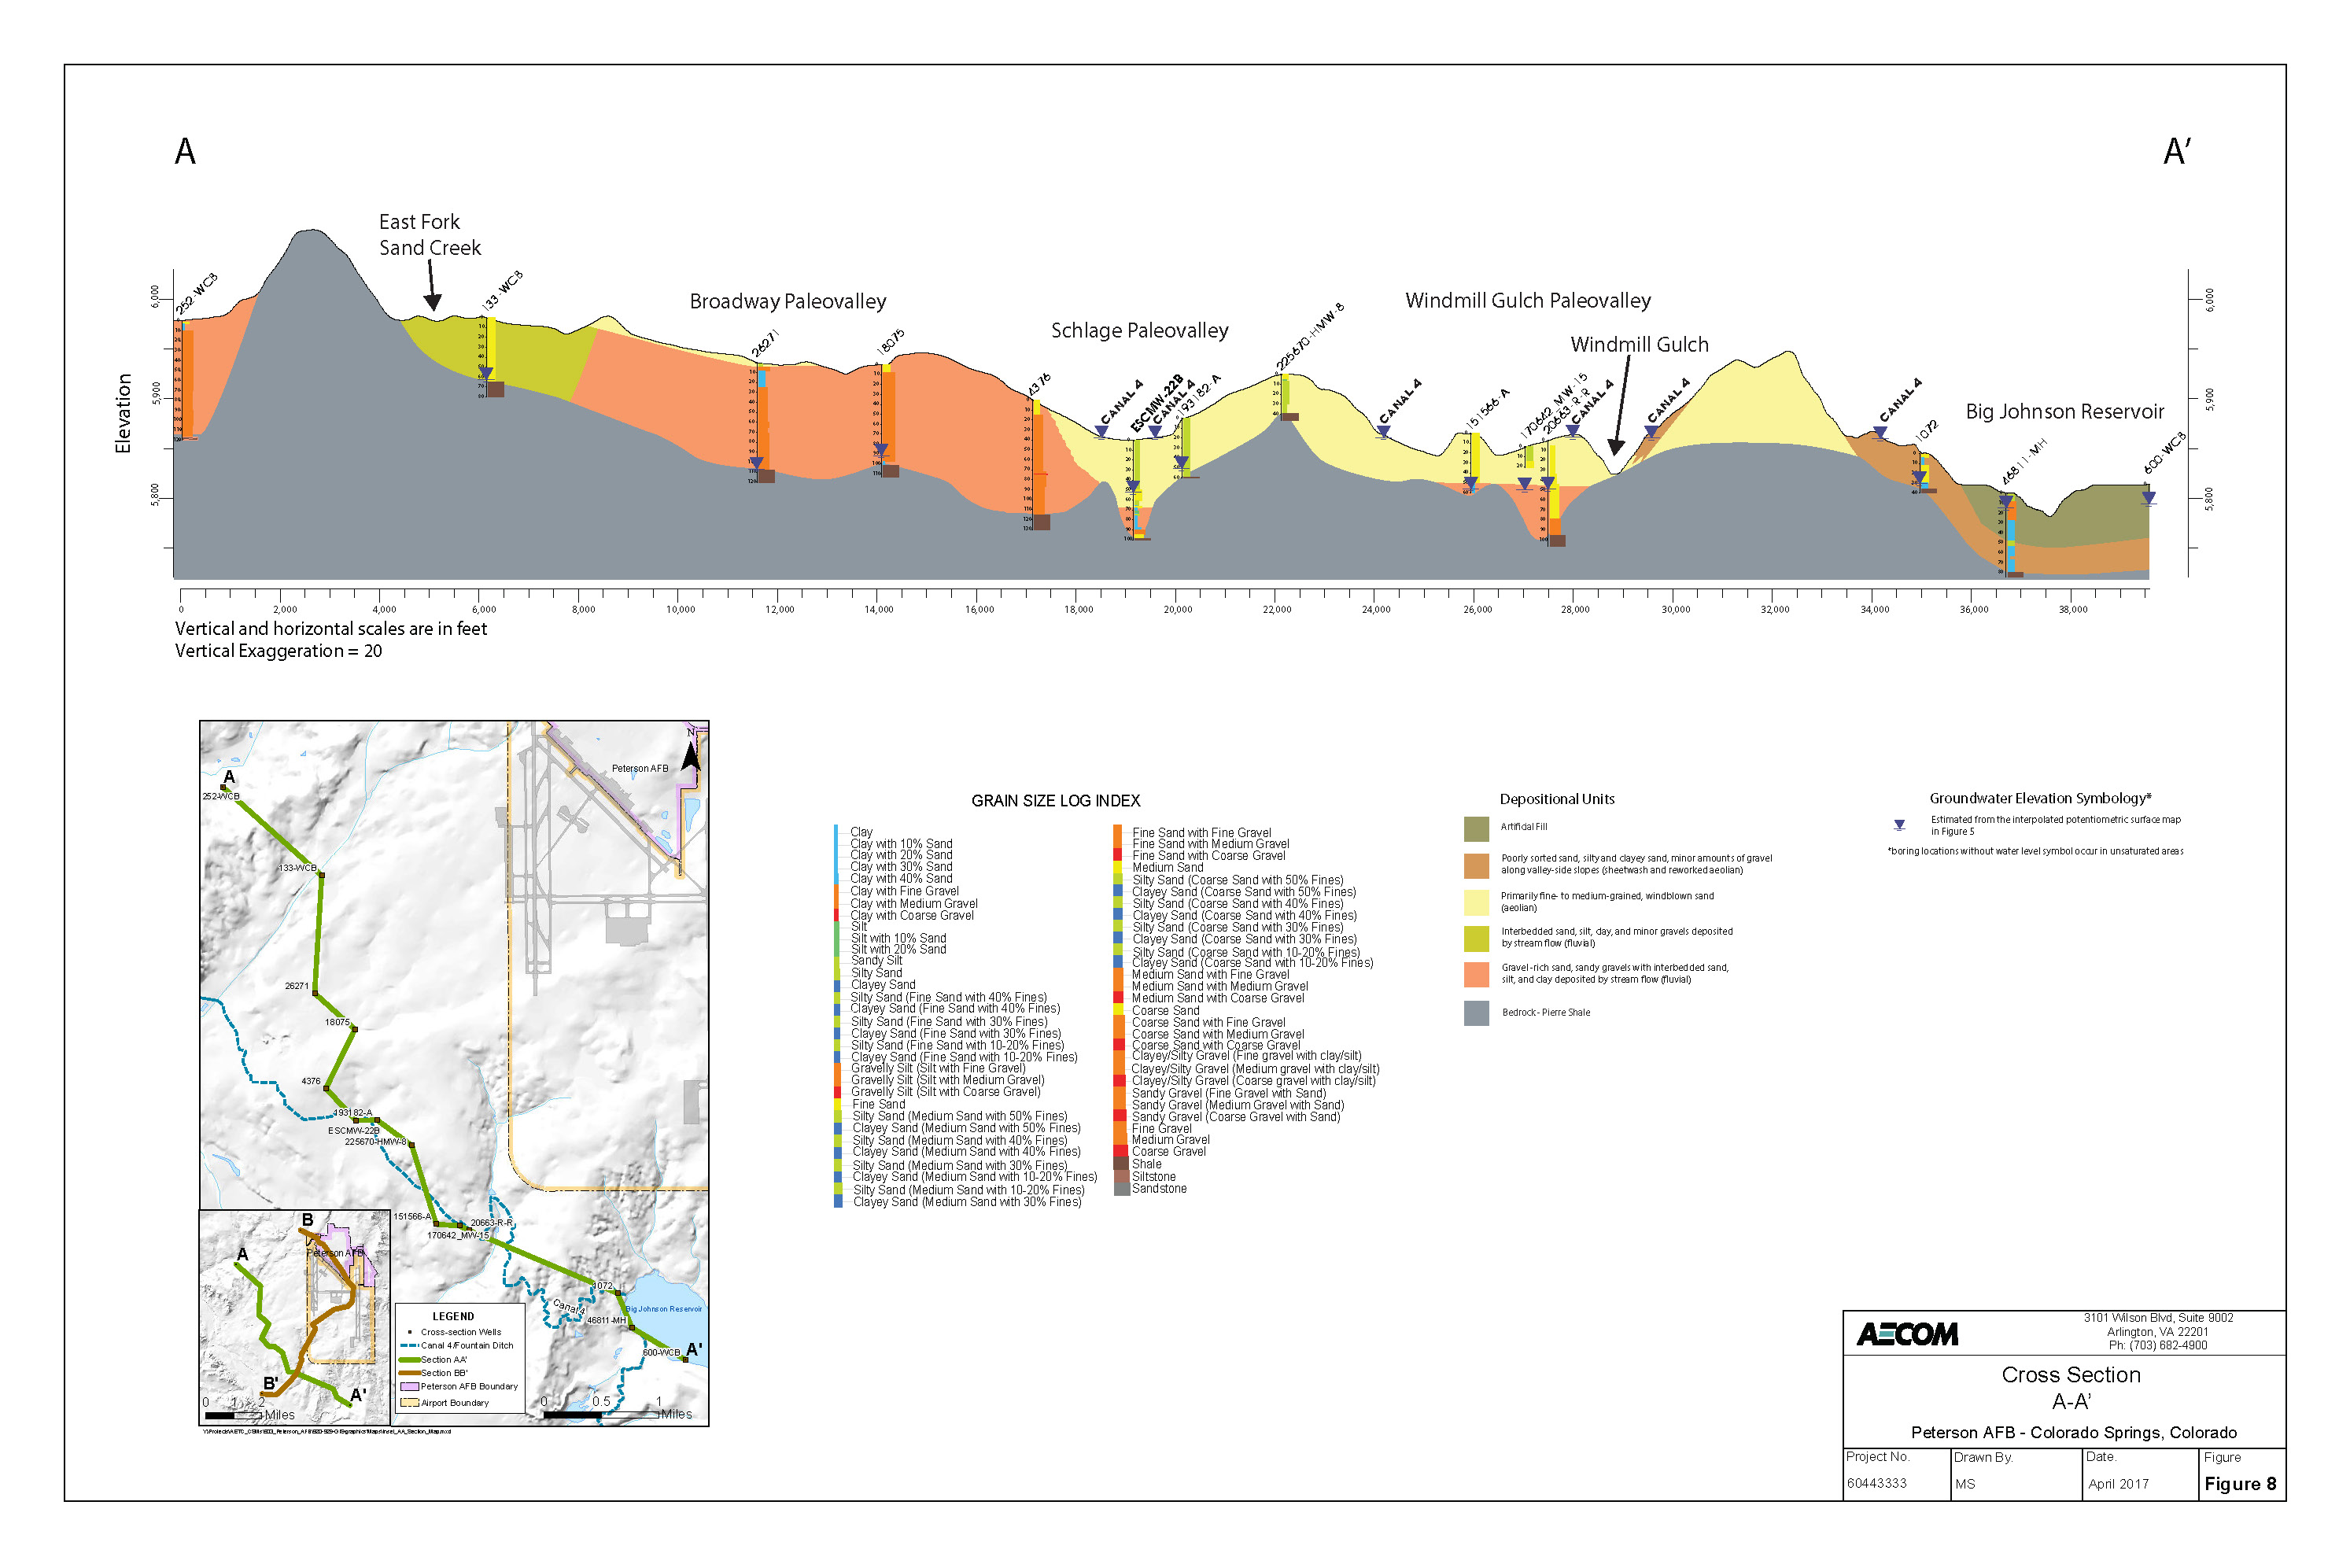 A
A’
East Fork
Sand Creek
Broadway Paleovalley
Schlage Paleovalley
Windmill Gulch Paleovalley
Windmill Gulch
Big Johnson Reservoir
252-WCB
133-WCB
26271
18075
4376
CANAL 4
ESCMW-22B
CANAL 4
193182-A
225670-HMW-8
CANAL 4
151566-A
170642_MW-15
20663-R-R
CANAL 4
CANAL 4
CANAL 4
1072
46811-MH
600-WCB
Elevation
6,000
5,900
5,800
6,000
5,900
5,800
0 2,000 4,000 6,000 8,000 10,000 12,000 14,000 16,000 18,000 20,000 22,000 24,000 26,000 28,000 30,000 32,000 34,000 36,000 38,000
Vertical and horizontal scales are in feet
Vertical Exaggeration = 20
N
Peterson AFB
A
252-WCB
133-WCB
26271
18075
4376
193182-A
ESCMW-22B
225670-HMW-8
151566-A
20663-R-R
170642_MW-15
1072
Canal 4
Big Johnson Reservoir
46811-MH
600-WCB
A'
B
Peterson AFB
A
B'
A'
0 1 2
Miles
LEGEND
Cross-section Wells
Canal 4/Fountain Ditch
Section AA'
Section BB'
Peterson AFB Boundary
Airport Boundary
0 0.5 1
Miles
GRAIN SIZE LOG INDEX
Clay
Clay with 10% Sand
Clay with 20% Sand
Clay with 30% Sand
Clay with 40% Sand
Clay with Fine Gravel
Clay with Medium Gravel
Clay with Coarse Gravel
Silt
Silt with 10% Sand
Silt with 20% Sand
Sandy Silt
Silty Sand
Clayey Sand
Silty Sand (Fine Sand with 40% Fines)
Clayey Sand (Fine Sand with 40% Fines)
Silty Sand (Fine Sand with 30% Fines)
Clayey Sand (Fine Sand with 30% Fines)
Silty Sand (Fine Sand with 10-20% Fines)
Clayey Sand (Fine Sand with 10-20% Fines)
Gravelly Silt (Silt with Fine Gravel)
Gravelly Silt (Silt with Medium Gravel)
Gravelly Silt (Silt with Coarse Gravel)
Fine Sand
Silty Sand (Medium Sand with 50% Fines)
Clayey Sand (Medium Sand with 50% Fines)
Silty Sand (Medium Sand with 40% Fines)
Clayey Sand (Medium Sand with 40% Fines)
Silty Sand (Medium Sand with 30% Fines)
Clayey Sand (Medium Sand with 10-20% Fines)
Silty Sand (Medium Sand with 10-20% Fines)
Clayey Sand (Medium Sand with 30% Fines)
Fine Sand with Fine Gravel
Fine Sand with Medium Gravel
Fine Sand with Coarse Gravel
Medium Sand
Silty Sand (Coarse Sand with 50% Fines)
Clayey Sand (Coarse Sand with 50% Fines)
Silty Sand (Coarse Sand with 40% Fines)
Clayey Sand (Coarse Sand with 40% Fines)
Silty Sand (Coarse Sand with 30% Fines)
Clayey Sand (Coarse Sand with 30% Fines)
Silty Sand (Coarse Sand with 10-20% Fines)
Clayey Sand (Coarse Sand with 10-20% Fines)
Medium Sand with Fine Gravel
Medium Sand with Medium Gravel
Medium Sand with Coarse Gravel
Coarse Sand
Coarse Sand with Fine Gravel
Coarse Sand with Medium Gravel
Coarse Sand with Coarse Gravel
Clayey/Silty Gravel (Fine gravel with clay/silt)
Clayey/Silty Gravel (Medium gravel with clay/silt)
Clayey/Silty Gravel (Coarse gravel with clay/silt)
Sandy Gravel (Fine Gravel with Sand)
Sandy Gravel (Medium Gravel with Sand)
Sandy Gravel (Coarse Gravel with Sand)
Fine Gravel
Medium Gravel
Coarse Gravel
Shale
Siltstone
Sandstone
Depositional Units
Artificial Fill
Poorly sorted sand, silty and clayey sand, minor amounts of gravel
along valley-side slopes (sheetwash and reworked aeolian)
Primarily fine- to medium-grained, windblown sand
(aeolian)
Interbedded sand, silt, clay, and minor gravels deposited
by stream flow (fluvial)
Gravel-rich sand, sandy gravels with interbedded sand,
silt, and clay deposited by stream flow (fluvial)
Bedrock - Pierre Shale
Groundwater Elevation Symbology*
Estimated from the interpolated potentiometric surface map
in Figure 5
*boring locations without water level symbol occur in unsaturated areas
AECOM
3101 Wilson Blvd, Suite 9002
Arlington, VA 22201
Ph: (703) 682-4900
Cross Section
A-A’
Peterson AFB - Colorado Springs, Colorado
Project No.
60443333
Drawn By.
MS
Date.
April 2017
Figure
Figure 8